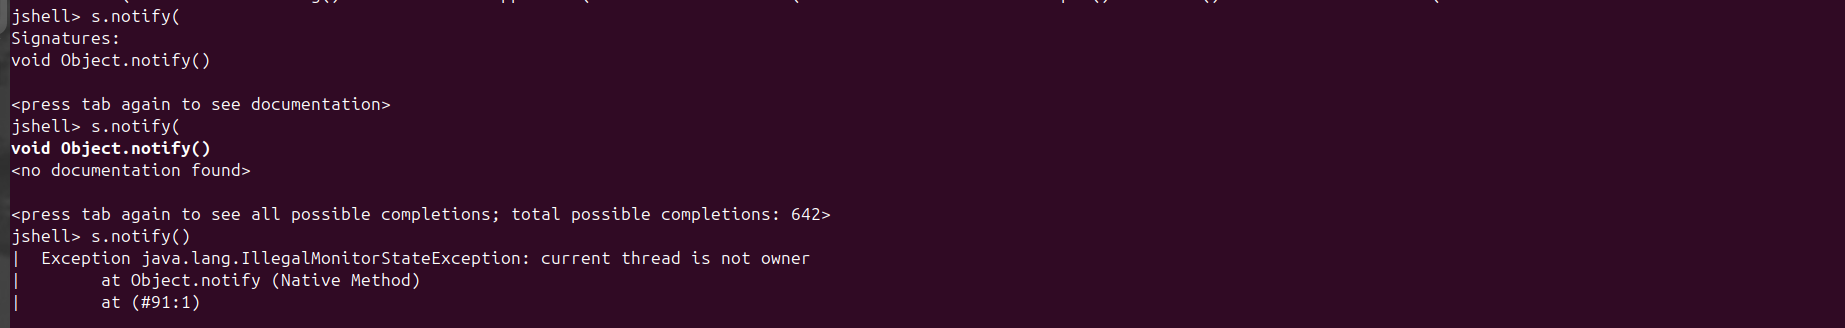 jshell> s.notify(
Signatures:
void Object.notify()
<press tab again to see documentation>
jshell> s.notify(
void Object.notify()
<no documentation found>
<press tab again to see all possible completions; total possible completions: 642>
jshell> s.notify()
|  Exception java.lang.IllegalMonitorStateException: current thread is not owner
|        at Object.notify (Native Method)
|        at (#91:1)